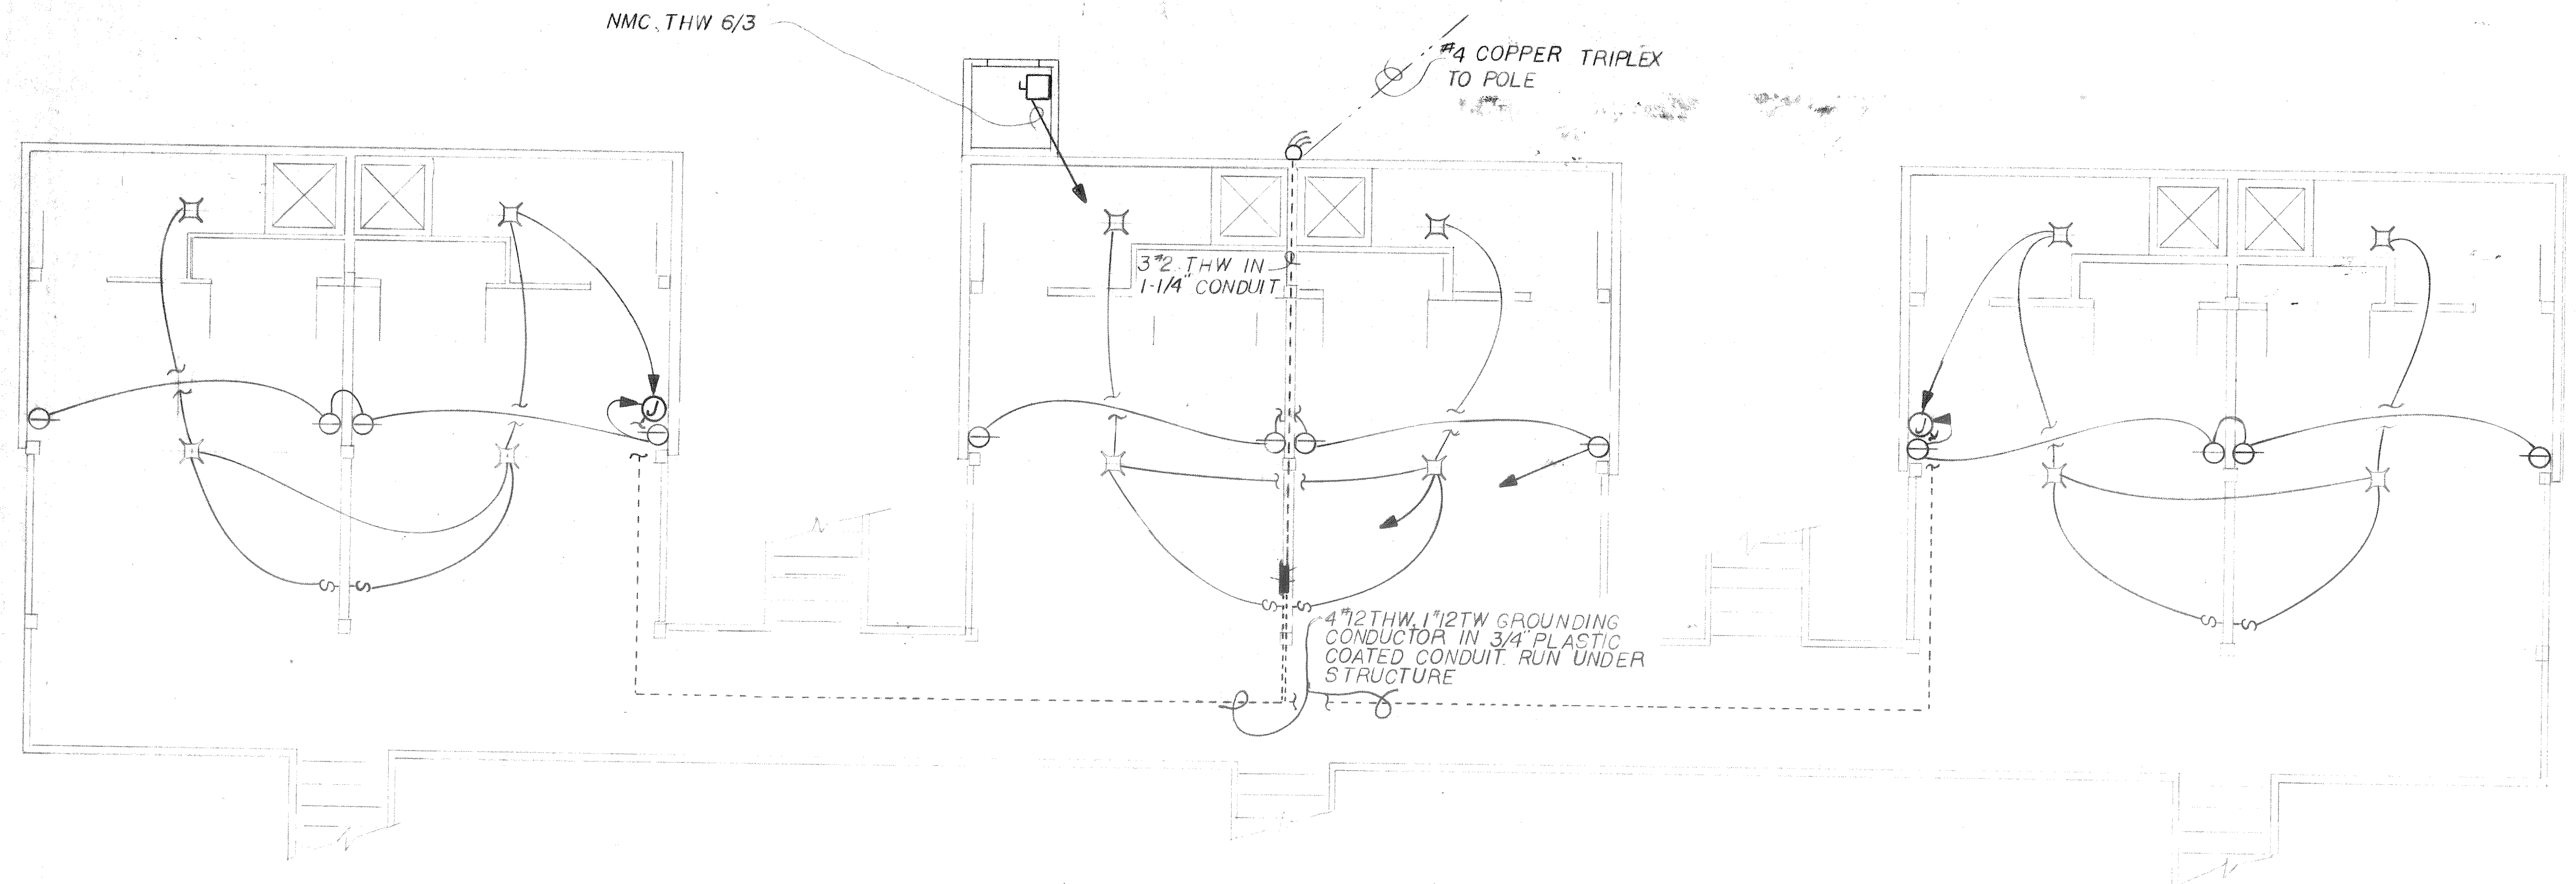 NMC. THW 6/3
#4 COPPER TRIPLEX
TO POLE
3 #2 THW IN
1-1/4" CONDUIT
J
J
S S
S S
S S
4 #12 THW, 1 #12 TW GROUNDING
CONDUCTOR IN 3/4" PLASTIC
COATED CONDUIT. RUN UNDER
STRUCTURE